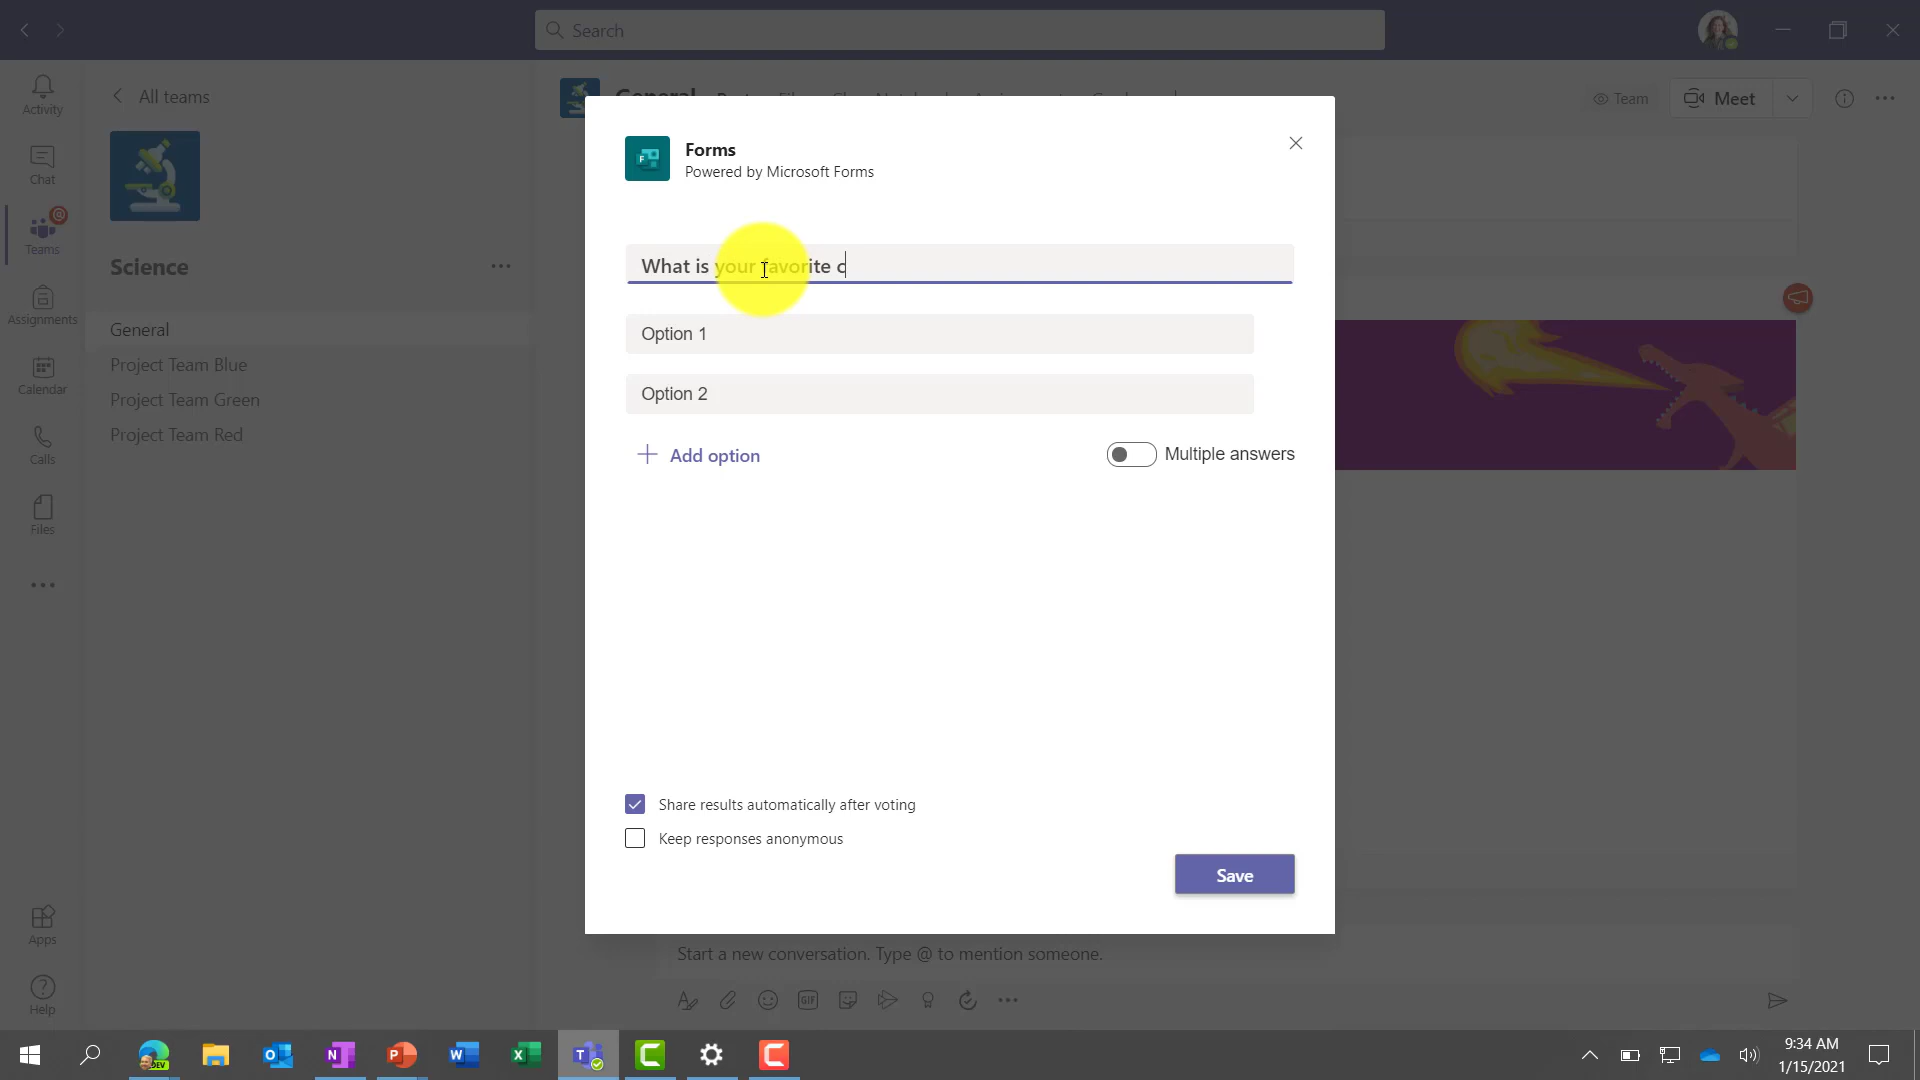 Search
Activity
Chat
Teams
Assignments
Calendar
Calls
Files
Apps
Help
All teams
Science
General
Project Team Blue
Project Team Green
Project Team Red
General
Team
Meet
Forms
Powered by Microsoft Forms
What is your favorite c
Option 1
Option 2
Add option
Multiple answers
Share results automatically after voting
Keep responses anonymous
Save
Start a new conversation. Type @ to mention someone.
GIF
DEV
9:34 AM
1/15/2021